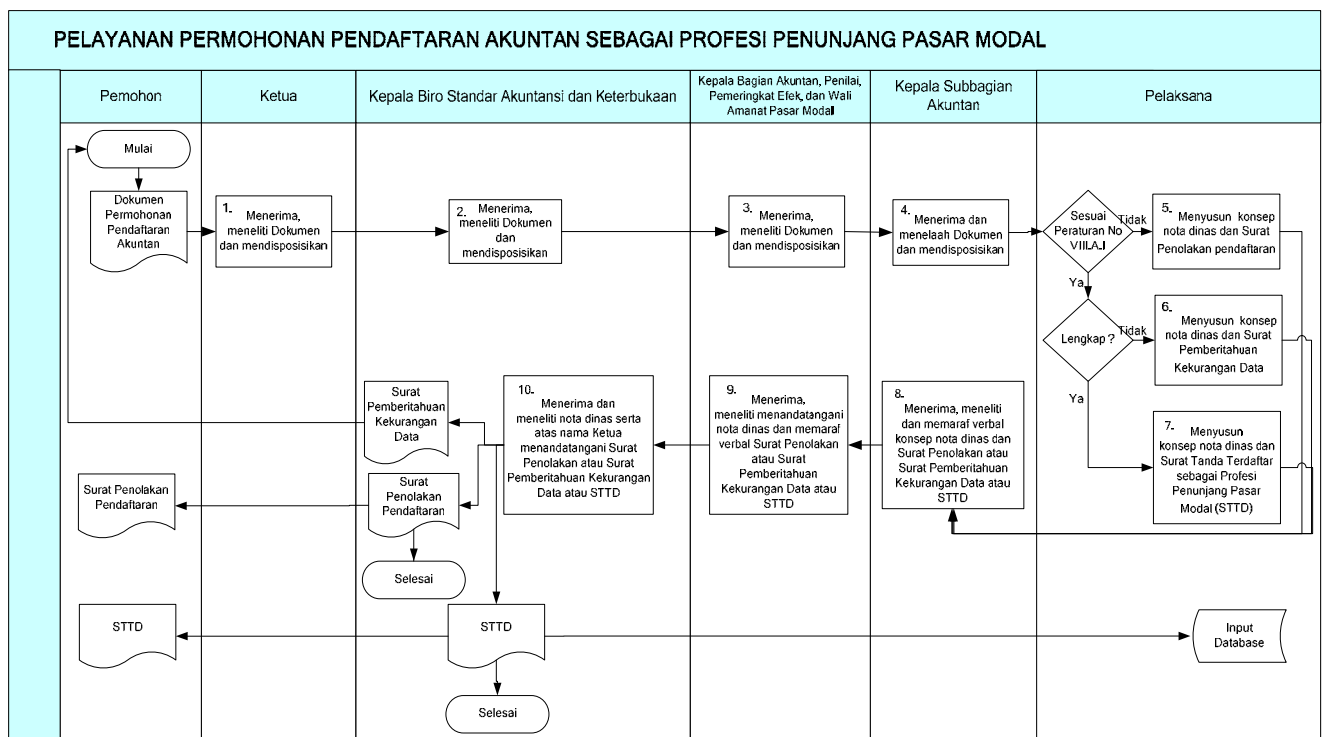 PELAYANAN PERMOHONAN PENDAFTARAN AKUNTAN SEBAGAI PROFESI PENUNJANG PASAR MODAL
Pemohon
Ketua
Kepala Biro Standar Akuntansi dan Keterbukaan
Kepala Bagian Akuntan, Penilai,
Pemeringkat Efek, dan Wali
Amanat Pasar Modal
Kepala Subbagian
Akuntan
Pelaksana
Mulai
Dokumen
Permohonan
Pendaftaran
Akuntan
1.
Menerima,
meneliti Dokumen
dan mendisposisikan
2.
Menerima,
meneliti Dokumen
dan
mendisposisikan
3.
Menerima,
meneliti Dokumen
dan mendisposisikan
4.
Menerima dan
menelaah Dokumen
dan mendisposisikan
Sesuai
Peraturan No
VIII.A.I
Tidak
Ya
5.
Menyusun konsep
nota dinas dan Surat
Penolakan pendaftaran
Lengkap ?
Tidak
Ya
6.
Menyusun konsep
nota dinas dan Surat
Pemberitahuan
Kekurangan Data
7.
Menyusun
konsep nota dinas dan
Surat Tanda Terdaftar
sebagai Profesi
Penunjang Pasar
Modal (STTD)
8.
Menerima, meneliti
dan memaraf verbal
konsep nota dinas dan
Surat Penolakan atau
Surat Pemberitahuan
Kekurangan Data atau
STTD
9.
Menerima,
meneliti menandatangani
nota dinas dan memaraf
verbal Surat Penolakan
atau Surat
Pemberitahuan
Kekurangan Data atau
STTD
10.
Menerima dan
meneliti nota dinas serta
atas nama Ketua
menandatangani Surat
Penolakan atau Surat
Pemberitahuan Kekurangan
Data atau STTD
Surat
Pemberitahuan
Kekurangan
Data
Surat
Penolakan
Pendaftaran
Surat Penolakan
Pendaftaran
Selesai
STTD
STTD
Input
Database
Selesai